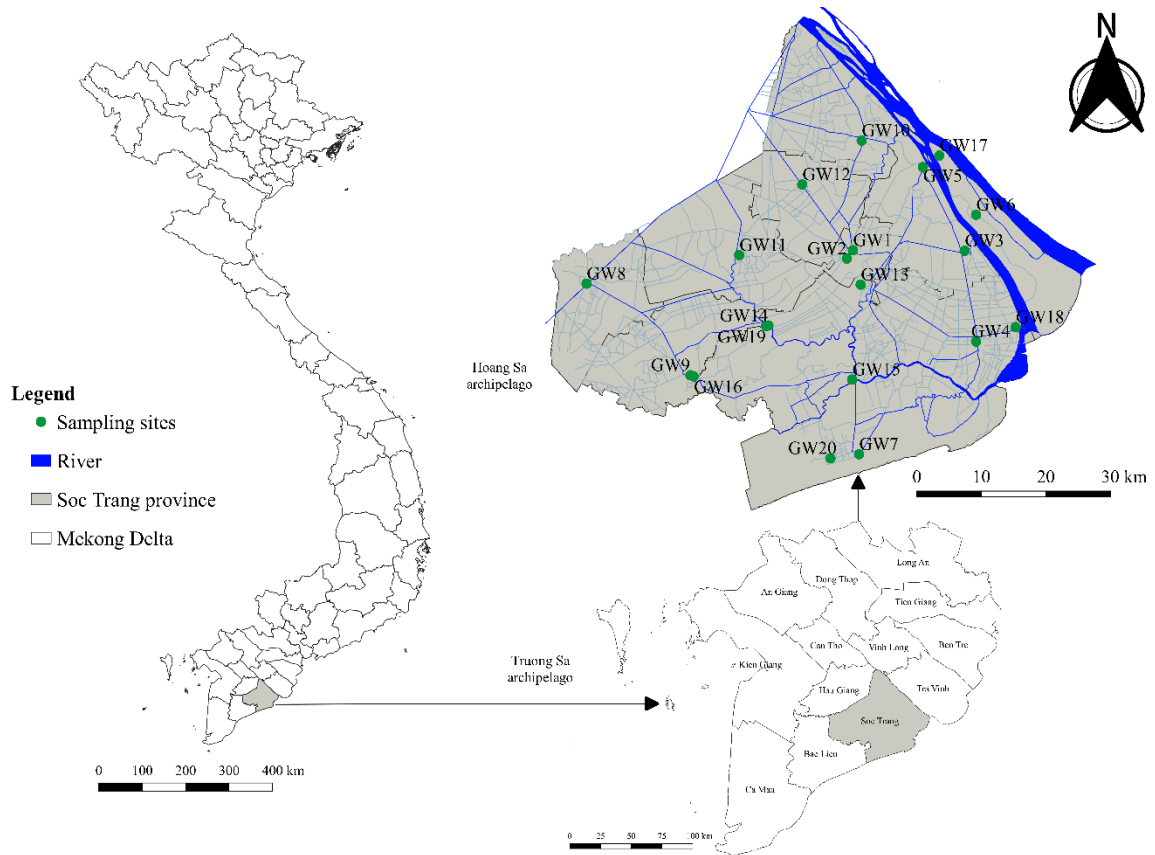 N
GW10
GW17
GW5
GW12
GW6
GW1
GW3
GW2
GW11
GW13
GW8
GW14
GW18
GW19
GW4
Hoang Sa
archipelago
GW9
GW15
GW16
Legend
Sampling sites
River
Soc Trang province
Mekong Delta
GW20
GW7
0 10 20 30 km
Long An
Dong Thap
An Giang
Tien Giang
Can Tho
Vinh Long
Ben Tre
Kien Giang
Truong Sa
archipelago
Hau Giang
Tra Vinh
Soc Trang
Bac Lieu
Ca Mau
0 100 200 300 400 km
0 25 50 75 100 km